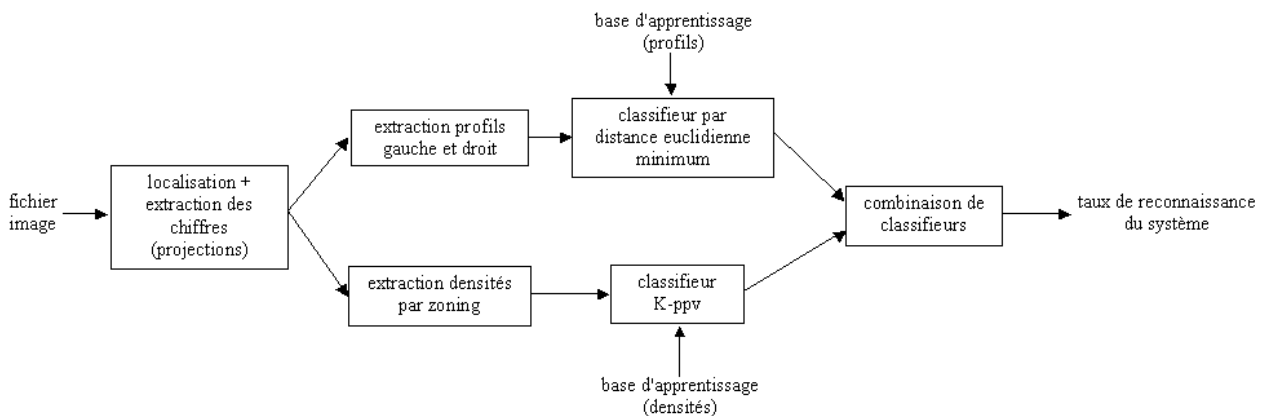 base d'apprentissage
(profils)
extraction profils
gauche et droit
classifieur par
distance euclidienne
minimum
fichier
image
localisation +
extraction des
chiffres
(projections)
combinaison de
classifieurs
taux de reconnaissance
du système
extraction densités
par zoning
classifieur
K-ppv
base d'apprentissage
(densités)